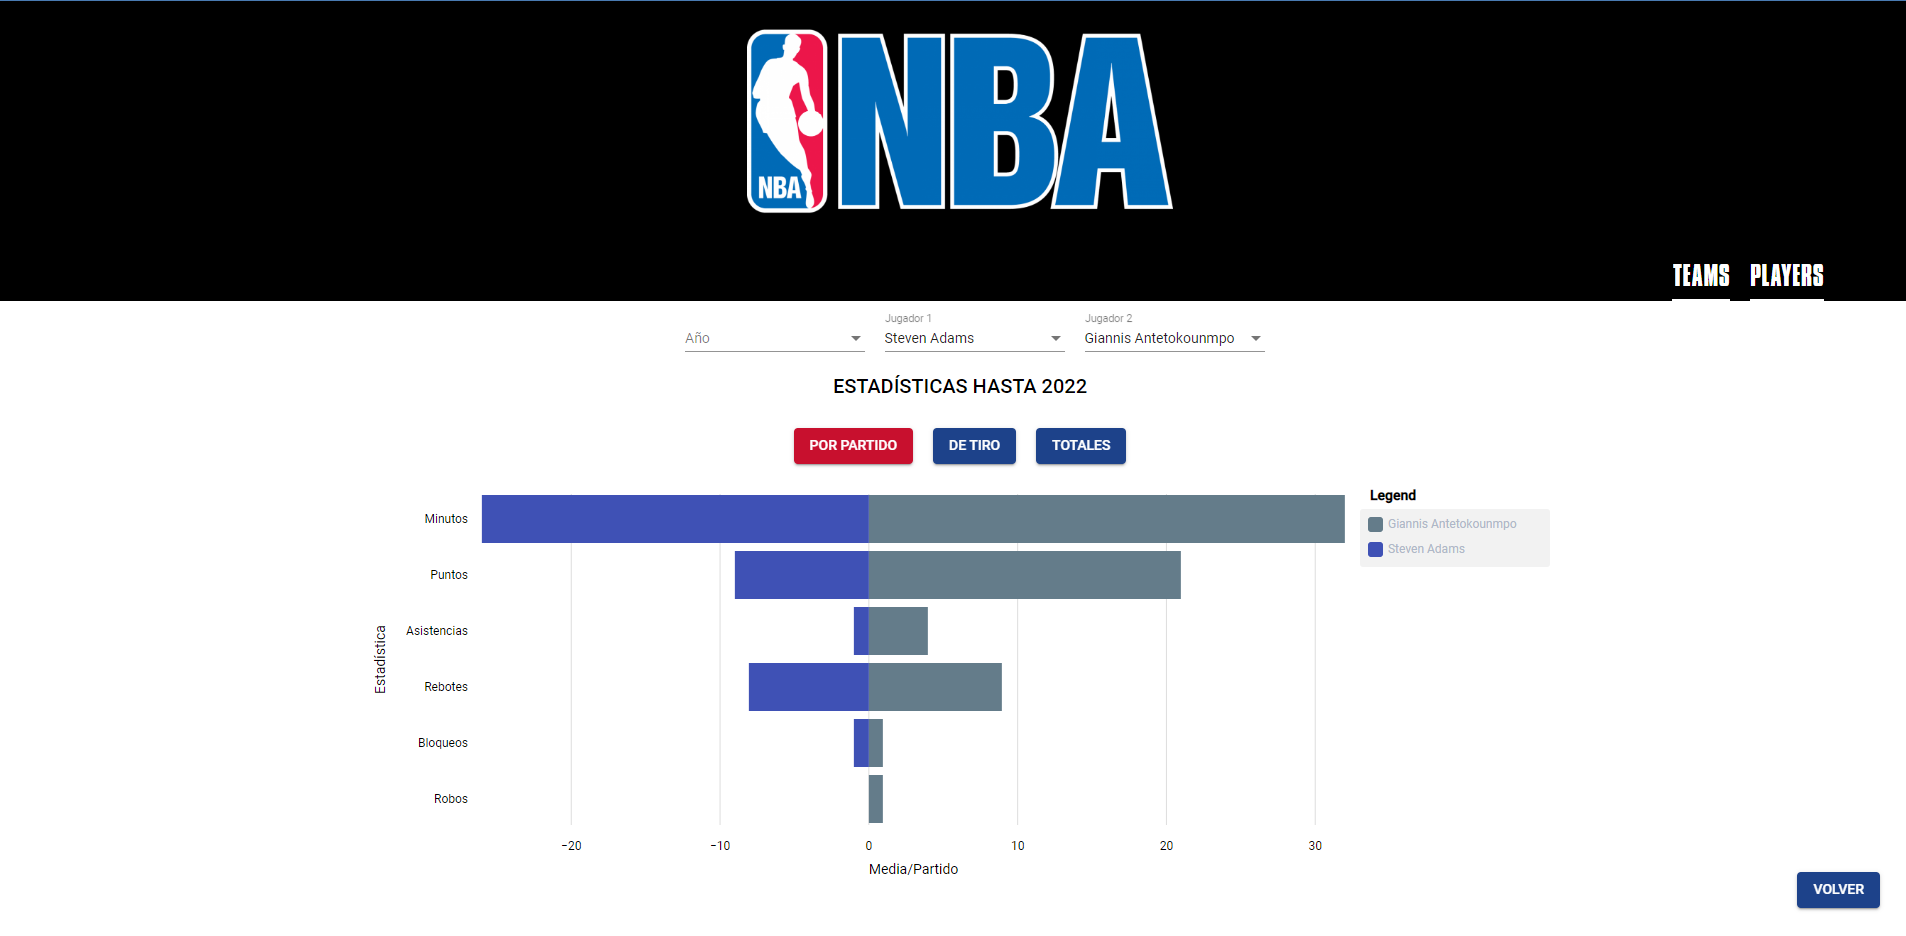 NBA
NBA
TEAMS PLAYERS
Jugador 1 Jugador 2
Año Steven Adams Giannis Antetokounmpo
ESTADÍSTICAS HASTA 2022
POR PARTIDO DE TIRO TOTALES
Legend
Giannis Antetokounmpo
Steven Adams
Estadística
Minutos
Puntos
Asistencias
Rebotes
Bloqueos
Robos
−20 −10 0 10 20 30
Media/Partido
VOLVER